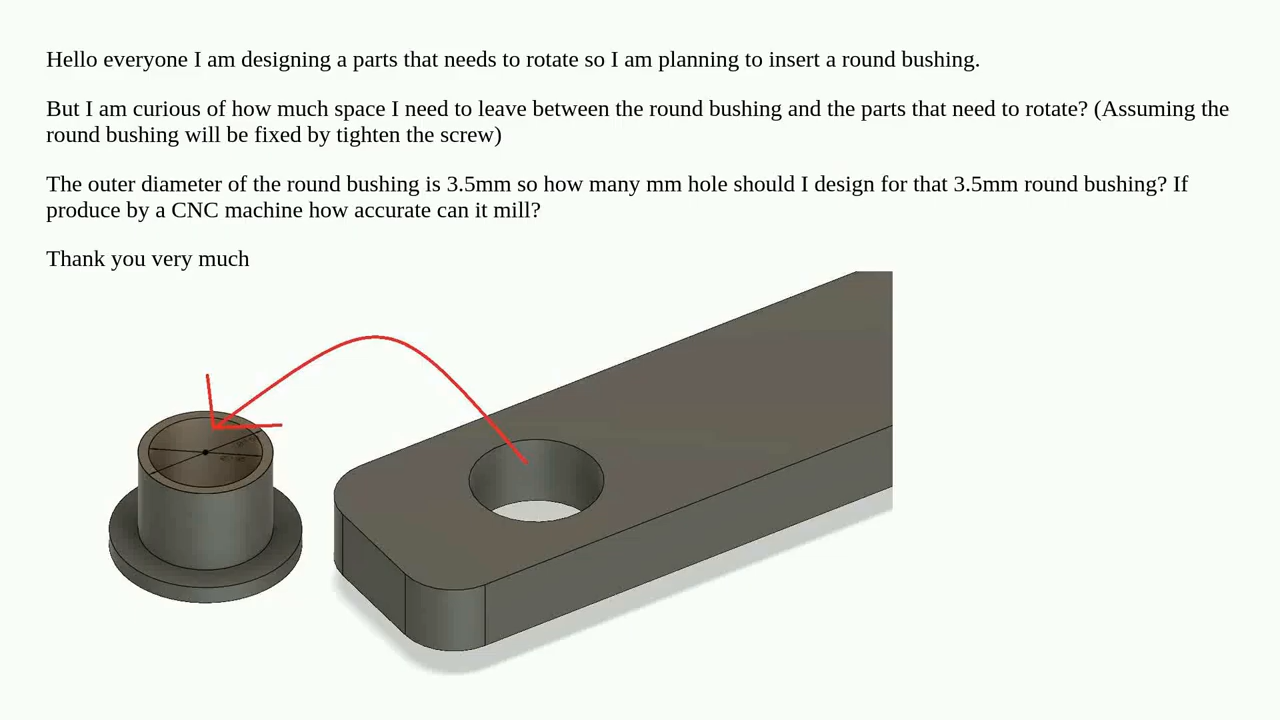 Hello everyone I am designing a parts that needs to rotate so I am planning to insert a round bushing.
But I am curious of how much space I need to leave between the round bushing and the parts that need to rotate? (Assuming the
round bushing will be fixed by tighten the screw)
The outer diameter of the round bushing is 3.5mm so how many mm hole should I design for that 3.5mm round bushing? If
produce by a CNC machine how accurate can it mill?
Thank you very much